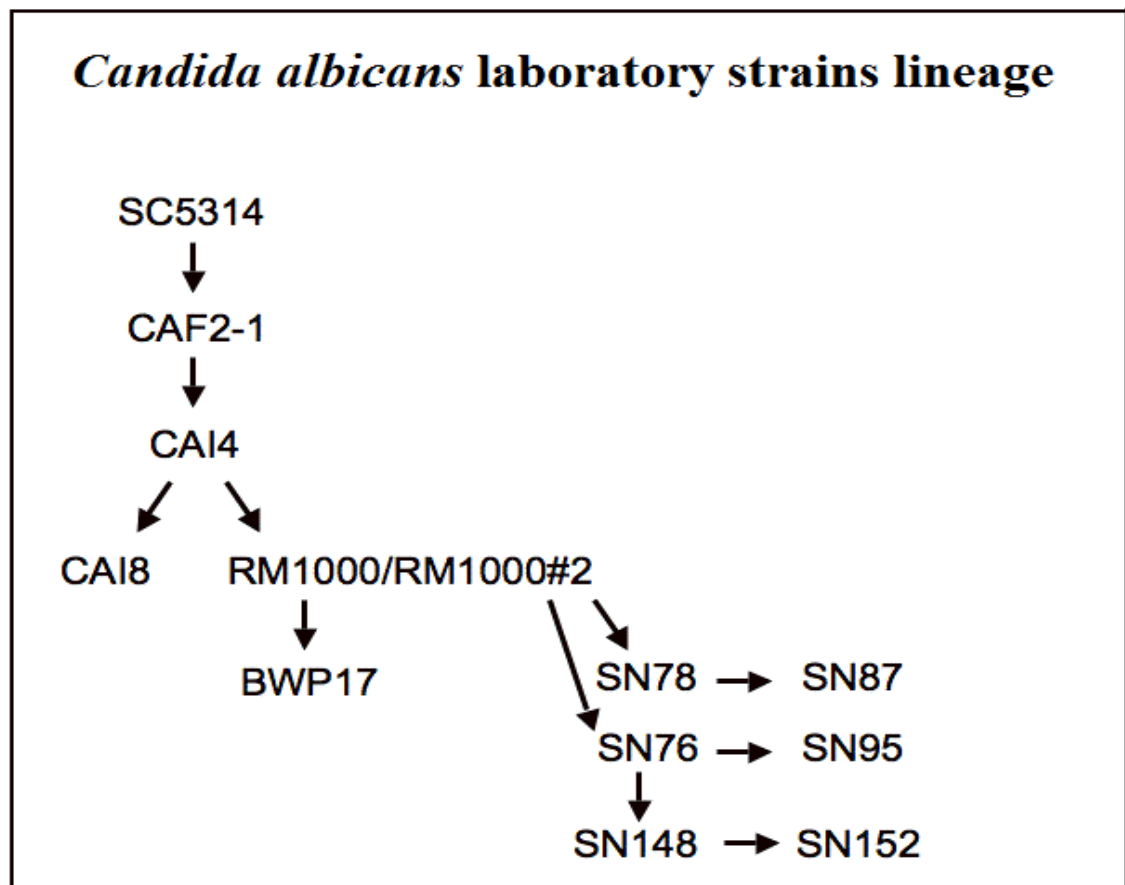 Candida albicans laboratory strains lineage
SC5314
CAF2-1
CAI4
CAI8 RM1000/RM1000#2
BWP17
SN78 SN87
SN76 SN95
SN148 SN152